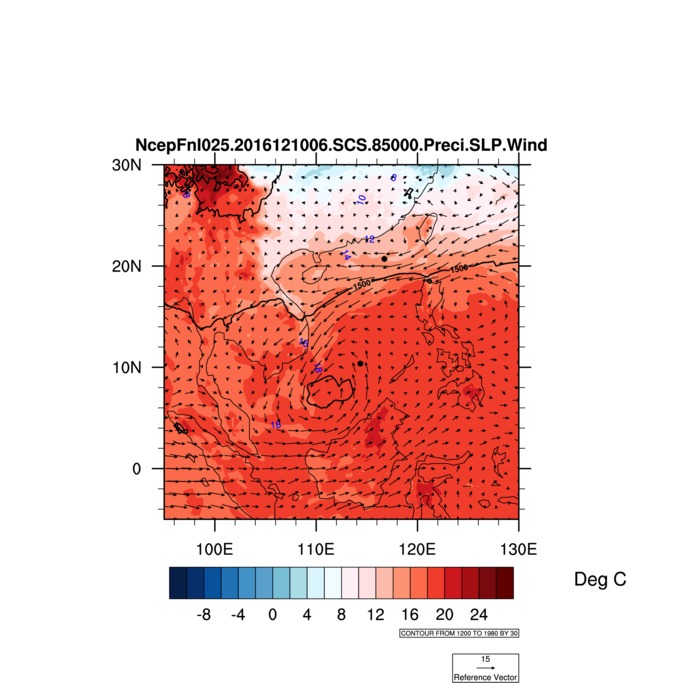 NcepFnl025.2016121006.SCS.85000.Preci.SLP.Wind
30N
20N
10N
0
8
10
12
14
1500
1500
16
18
18
100E 110E 120E 130E
-8 -4 0 4 8 12 16 20 24
Deg C
CONTOUR FROM 1200 TO 1980 BY 30
15
Reference Vector